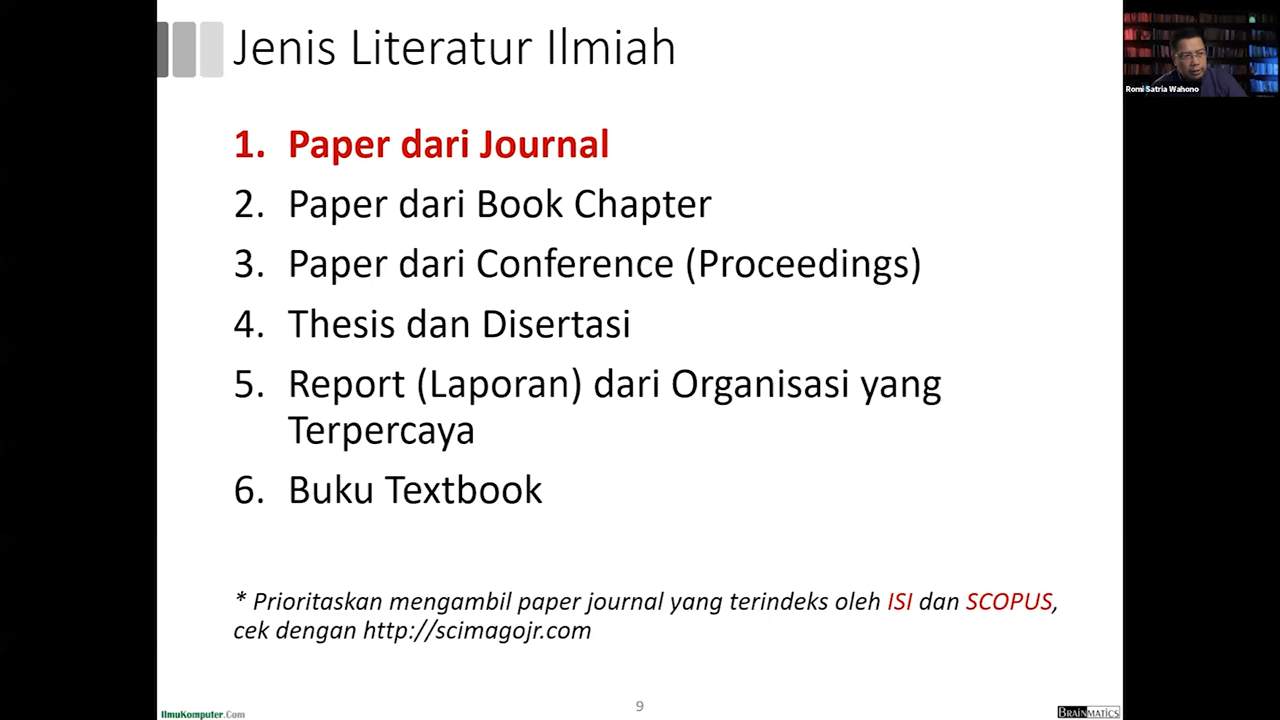 Jenis Literatur Ilmiah
Romi Satria Wahono
1. Paper dari Journal
2. Paper dari Book Chapter
3. Paper dari Conference (Proceedings)
4. Thesis dan Disertasi
5. Report (Laporan) dari Organisasi yang
Terpercaya
6. Buku Textbook
* Prioritaskan mengambil paper journal yang terindeks oleh ISI dan SCOPUS,
cek dengan http://scimagojr.com
IlmuKomputer.Com
9
BRAINMATICS